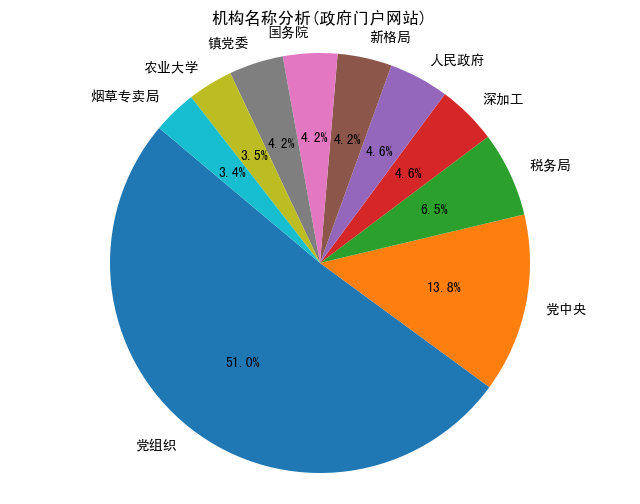 机构名称分析(政府门户网站)
国务院
新格局
镇党委
人民政府
农业大学
烟草专卖局
深加工
4.2%
4.2%
4.2%
4.6%
3.5%
3.4%
4.6%
税务局
6.5%
13.8%
党中央
51.0%
党组织